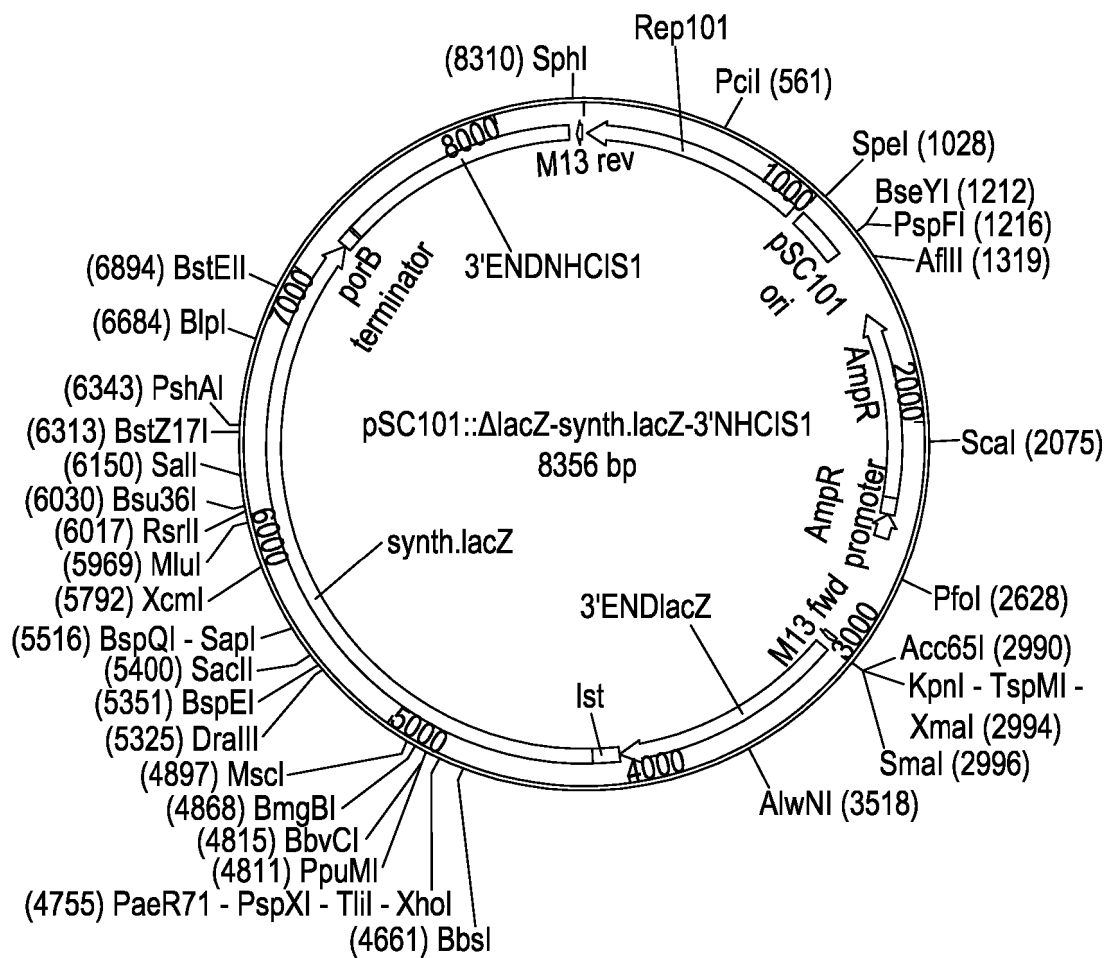 Rep101
(8310) SphI
PciI (561)
8000
M13 rev
1000
SpeI (1028)
BseYI (1212)
PspFI (1216)
AflII (1319)
pSC101
ori
3'ENDNHCIS1
porB
terminator
(6894) BstEII
7000
(6684) BlpI
AmpR
2000
(6343) PshAI
(6313) BstZ17I
(6150) SalI
(6030) Bsu36I
(6017) RsrII
(5969) MluI
(5792) XcmI
6000
pSC101::ΔlacZ-synth.lacZ-3'NHCIS1
8356 bp
ScaI (2075)
AmpR
promoter
synth.lacZ
3'ENDlacZ
M13 fwd
3000
PfoI (2628)
Acc65I (2990)
KpnI - TspMI -
XmaI (2994)
SmaI (2996)
(5516) BspQI - SapI
(5400) SacII
(5351) BspEI
(5325) DraIII
lst
5000
4000
AlwNI (3518)
(4897) MscI
(4868) BmgBI
(4815) BbvCI
(4811) PpuMI
(4755) PaeR71 - PspXI - TliI - XhoI
(4661) BbsI